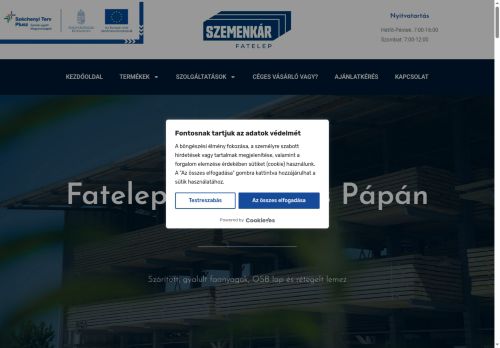 Széchenyi Terv Plusz
SZEMENKÁR
FATELEP
Nyitvatartás
Hétfő-Péntek: 7:00-16:00
Szombat: 7:00-12:00
KEZDŐOLDAL
TERMÉKEK
SZOLGÁLTATÁSOK
CÉGES VÁSÁRLÓ VAGY?
AJÁNLATKÉRÉS
KAPCSOLAT
Fontosnak tartjuk az adatok védelmét
A böngészési élmény fokozása, a személyre szabott
hirdetések vagy tartalmak megjelenítése, valamint a
forgalom elemzése érdekében sütiket (cookie) használunk.
A "Az összes elfogadása" gombra kattintva hozzájárulhat a
sütik használatához.
Testreszabás
Az összes elfogadása
Powered by CookieYes
Fatelep Pápán
Szárított, gyalult faanyagok, OSB lap és rétegelt lemez